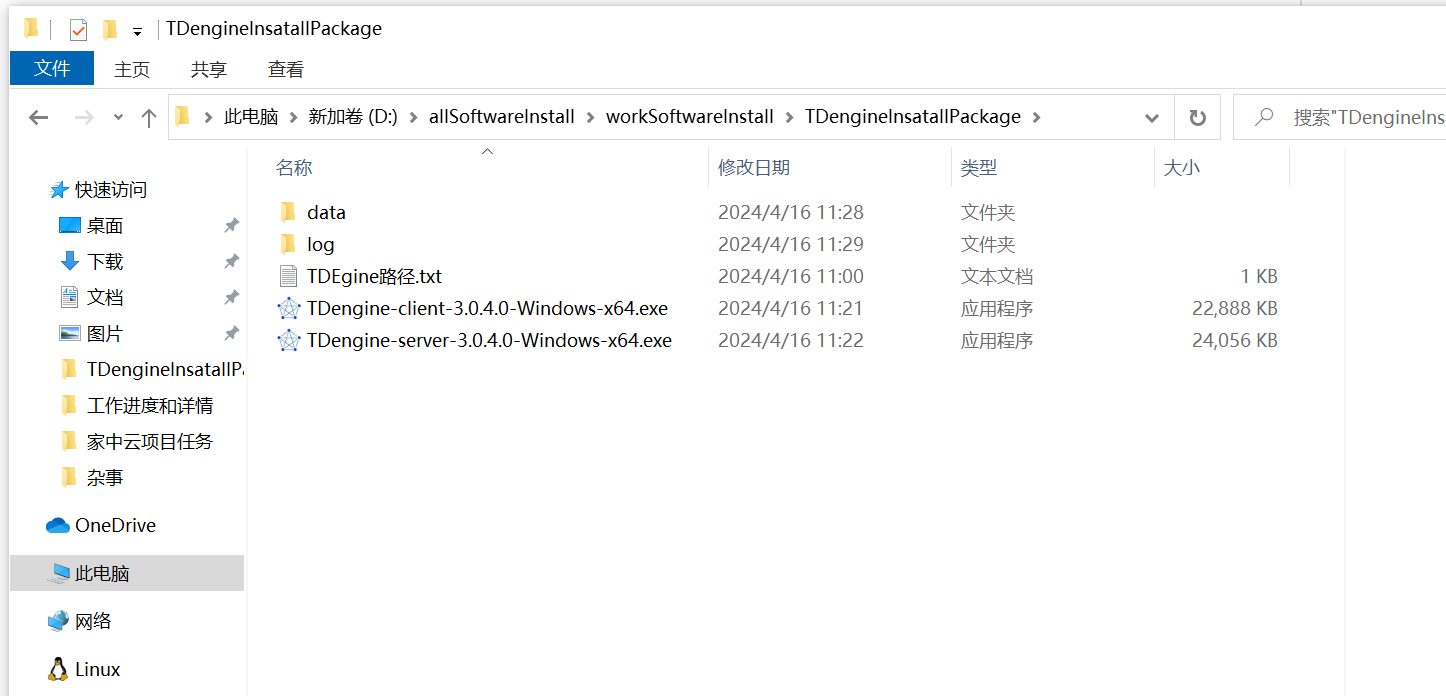 TDengineInsatallPackage
文件 主页 共享 查看
此电脑 新加卷 (D:) allSoftwareInstall workSoftwareInstall TDengineInsatallPackage 搜索"TDengineIns
名称 修改日期 类型 大小
快速访问
桌面
下载
文档
图片
TDengineInsatallP
工作进度和详情
家中云项目任务
杂事
OneDrive
此电脑
网络
Linux
data 2024/4/16 11:28 文件夹
log 2024/4/16 11:29 文件夹
TDEgine路径.txt 2024/4/16 11:00 文本文档 1 KB
TDengine-client-3.0.4.0-Windows-x64.exe 2024/4/16 11:21 应用程序 22,888 KB
TDengine-server-3.0.4.0-Windows-x64.exe 2024/4/16 11:22 应用程序 24,056 KB